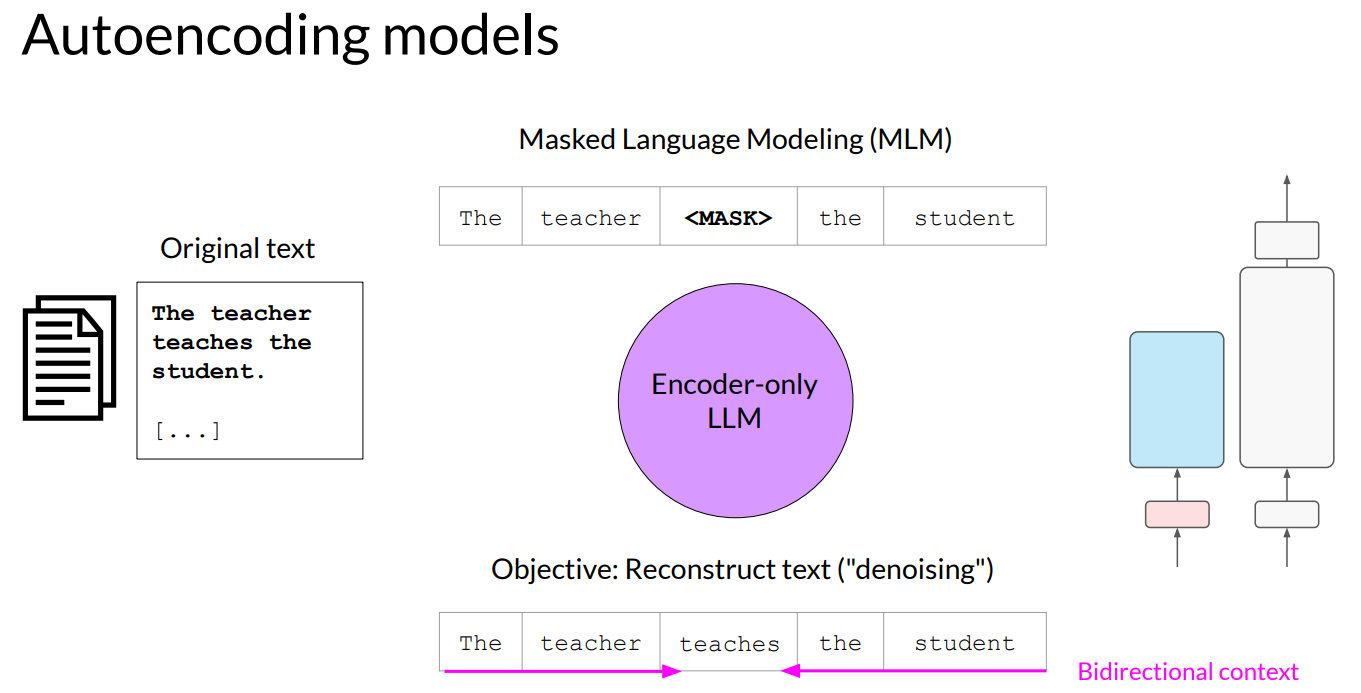 Autoencoding models
Masked Language Modeling (MLM)
The teacher <MASK> the student
Original text
The teacher
teaches the
student.
[...]
Encoder-only
LLM
Objective: Reconstruct text ("denoising")
The teacher teaches the student
Bidirectional context